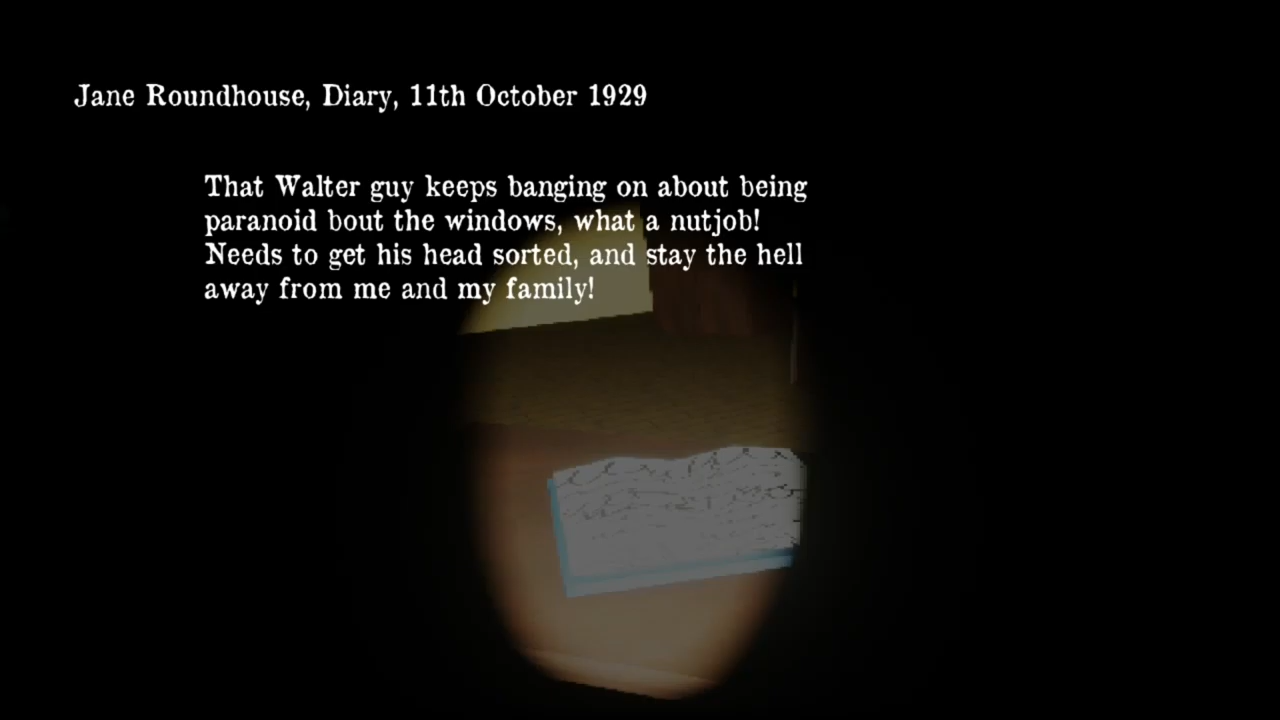 Jane Roundhouse, Diary, 11th October 1929
That Walter guy keeps banging on about being
paranoid bout the windows, what a nutjob!
Needs to get his head sorted, and stay the hell
away from me and my family!